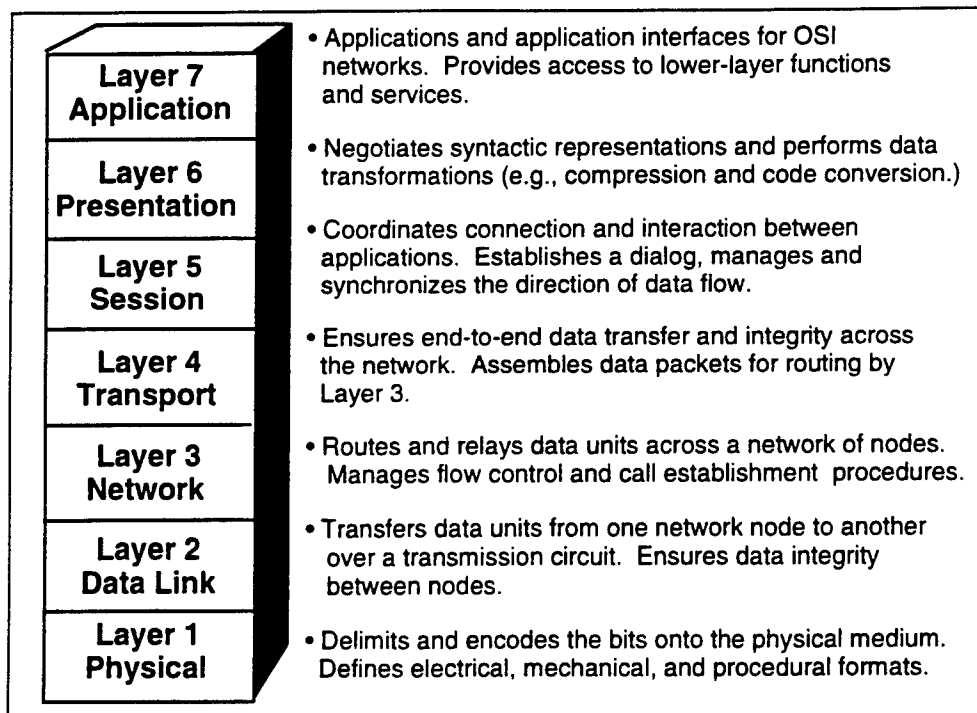 Layer 7
Application
• Applications and application interfaces for OSI
networks. Provides access to lower-layer functions
and services.
Layer 6
Presentation
• Negotiates syntactic representations and performs data
transformations (e.g., compression and code conversion.)
Layer 5
Session
• Coordinates connection and interaction between
applications. Establishes a dialog, manages and
synchronizes the direction of data flow.
Layer 4
Transport
• Ensures end-to-end data transfer and integrity across
the network. Assembles data packets for routing by
Layer 3.
Layer 3
Network
• Routes and relays data units across a network of nodes.
Manages flow control and call establishment procedures.
Layer 2
Data Link
• Transfers data units from one network node to another
over a transmission circuit. Ensures data integrity
between nodes.
Layer 1
Physical
• Delimits and encodes the bits onto the physical medium.
Defines electrical, mechanical, and procedural formats.